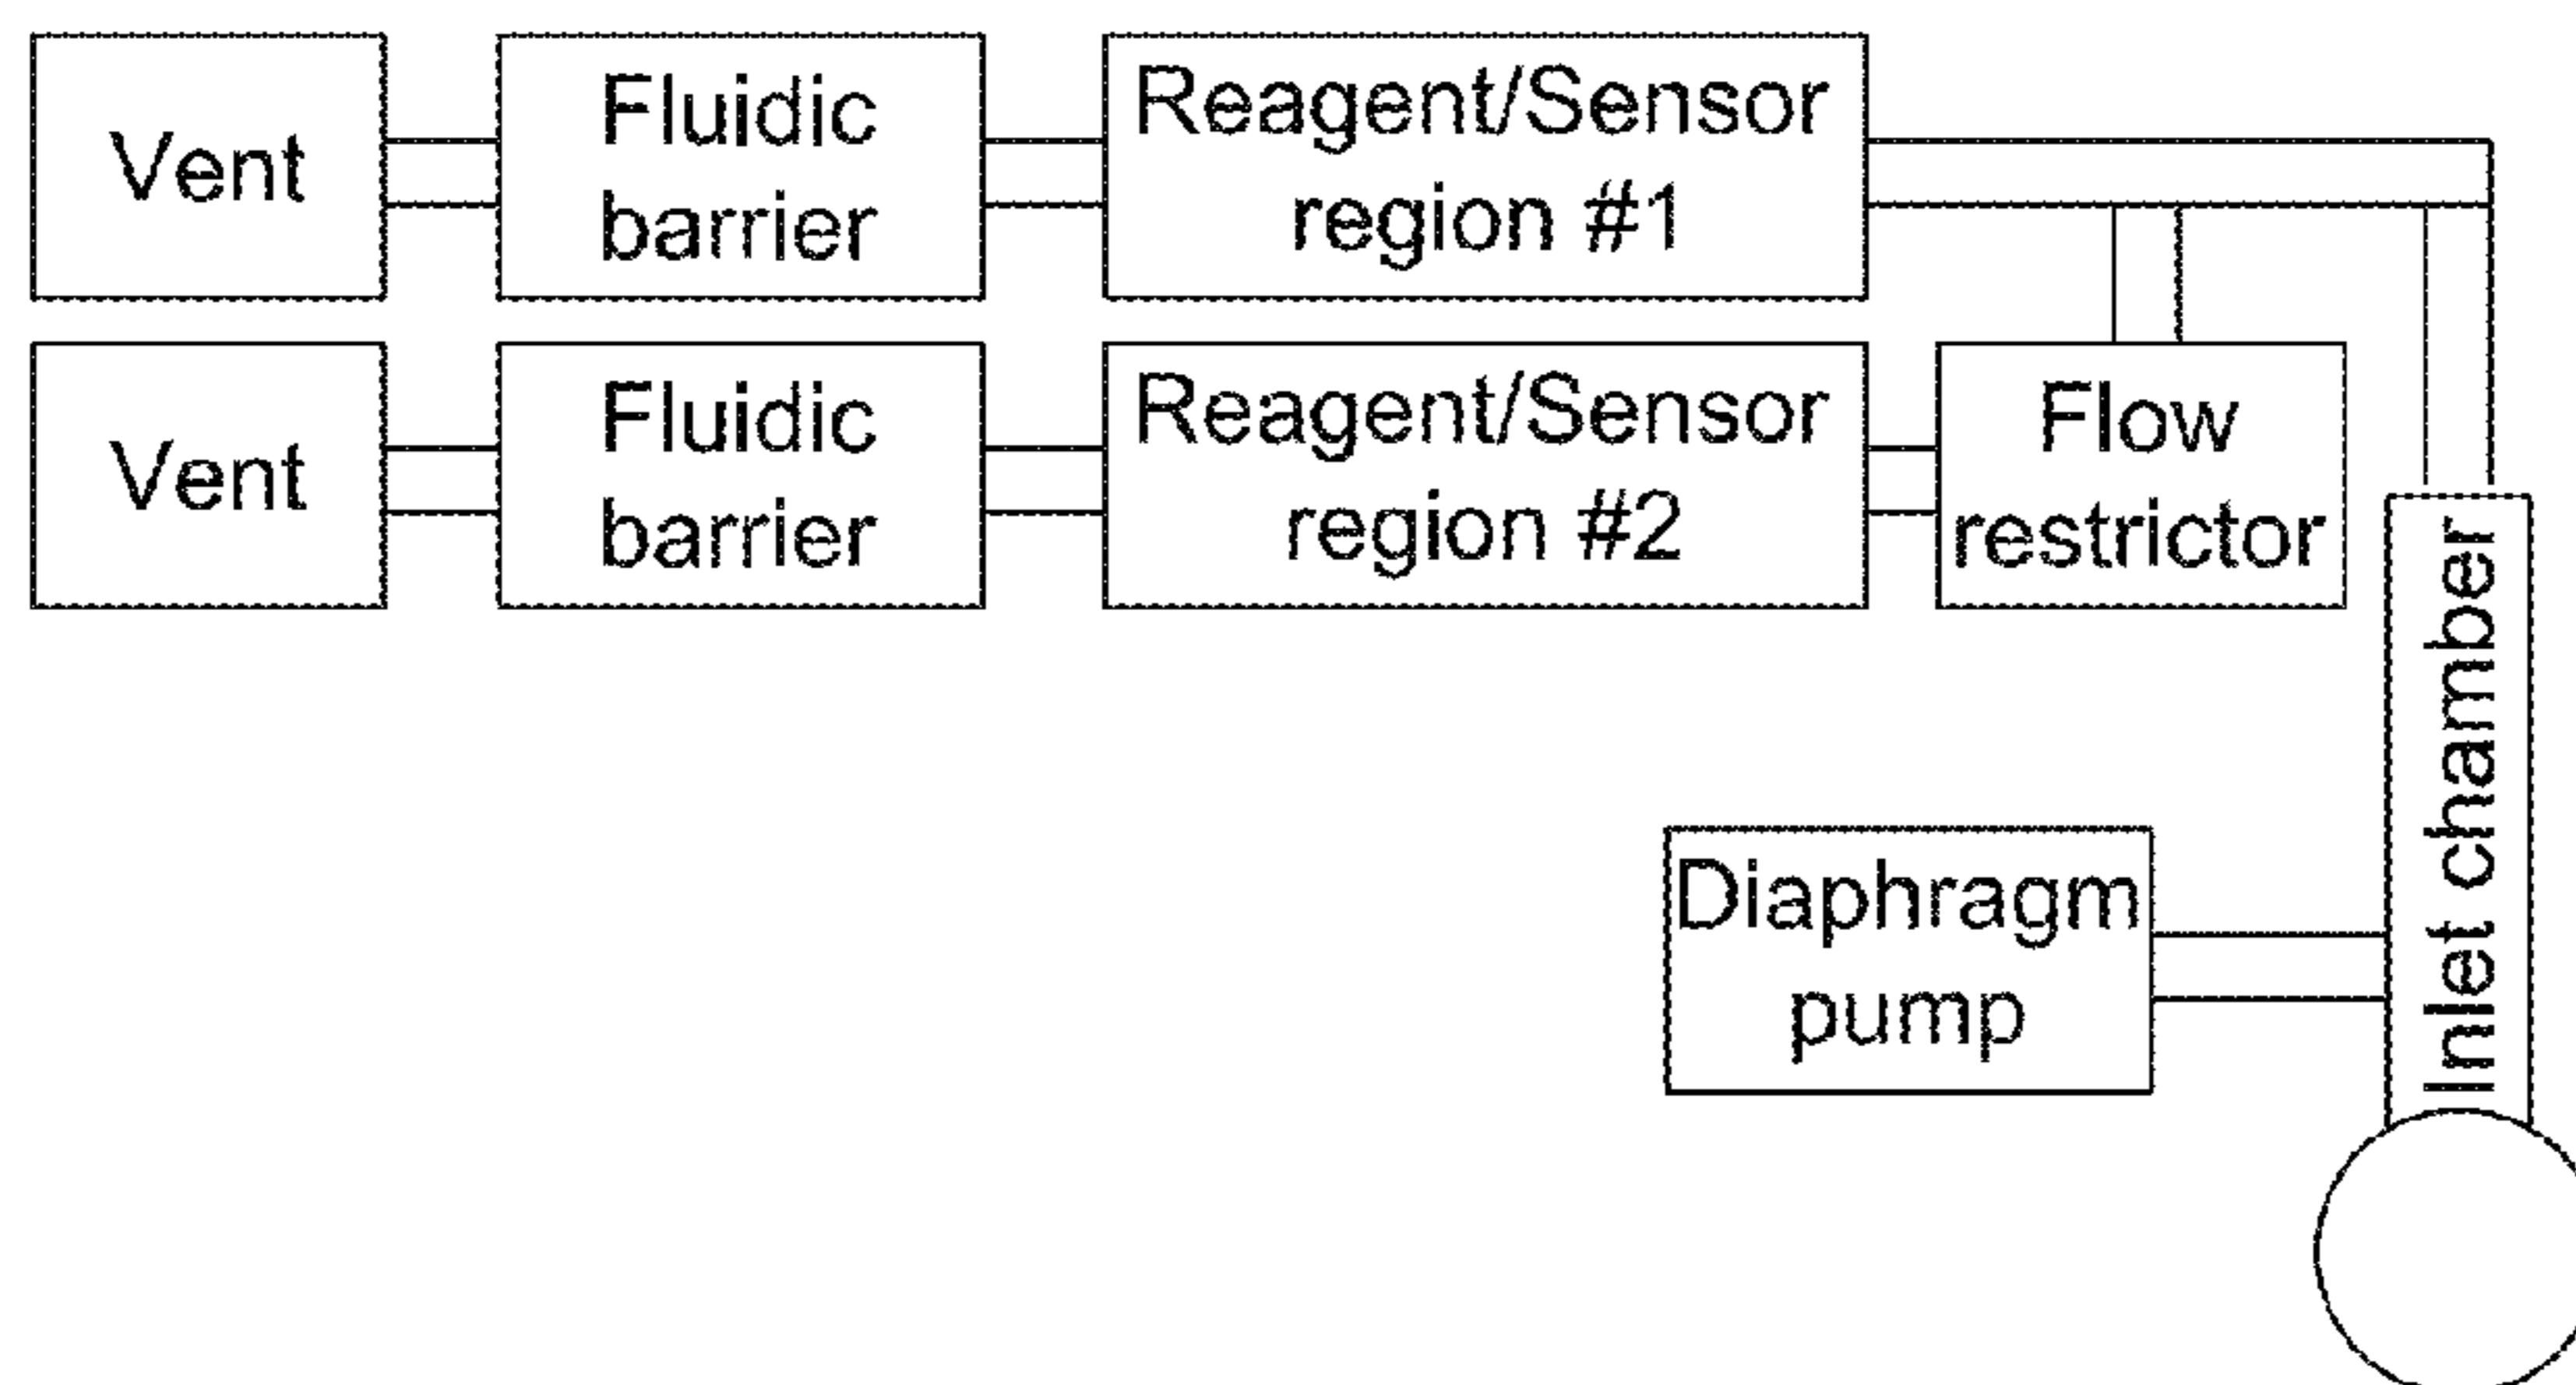 Vent
Fluidic
barrier
Reagent/Sensor
region #1
Vent
Fluidic
barrier
Reagent/Sensor
region #2
Flow
restrictor
Inlet chamber
Diaphragm
pump